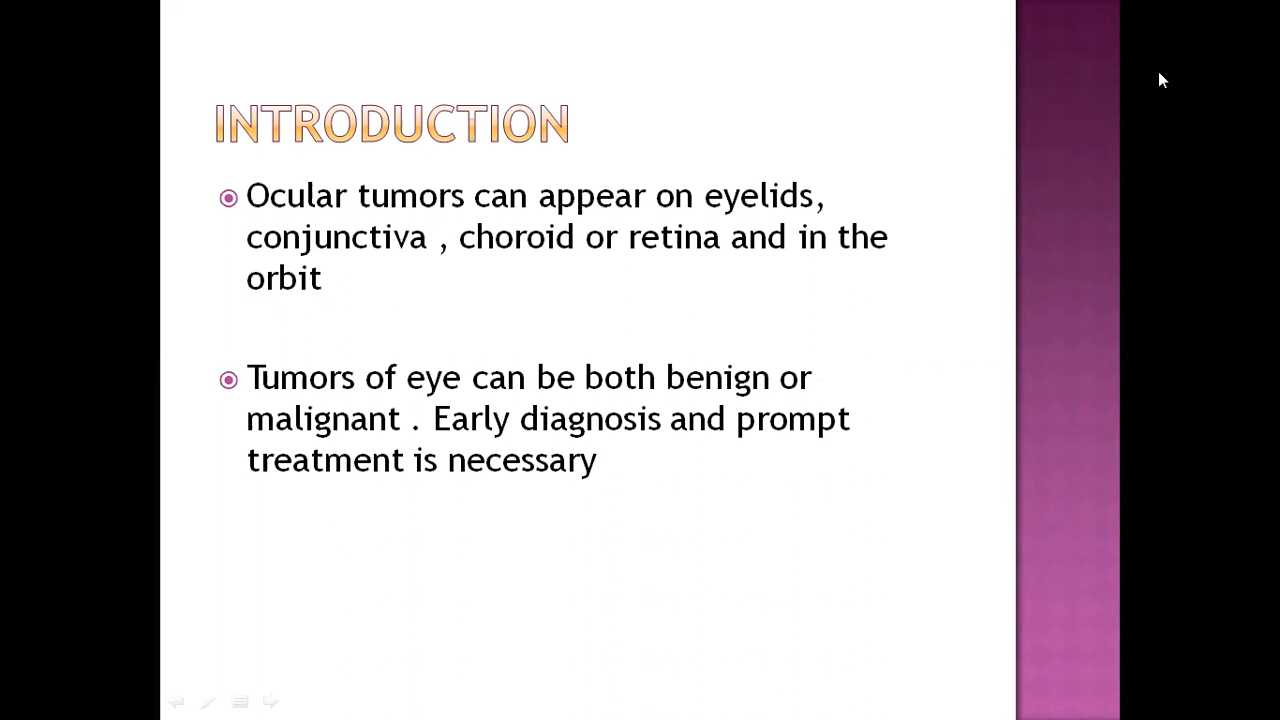 INTRODUCTION
Ocular tumors can appear on eyelids,
conjunctiva , choroid or retina and in the
orbit
Tumors of eye can be both benign or
malignant . Early diagnosis and prompt
treatment is necessary